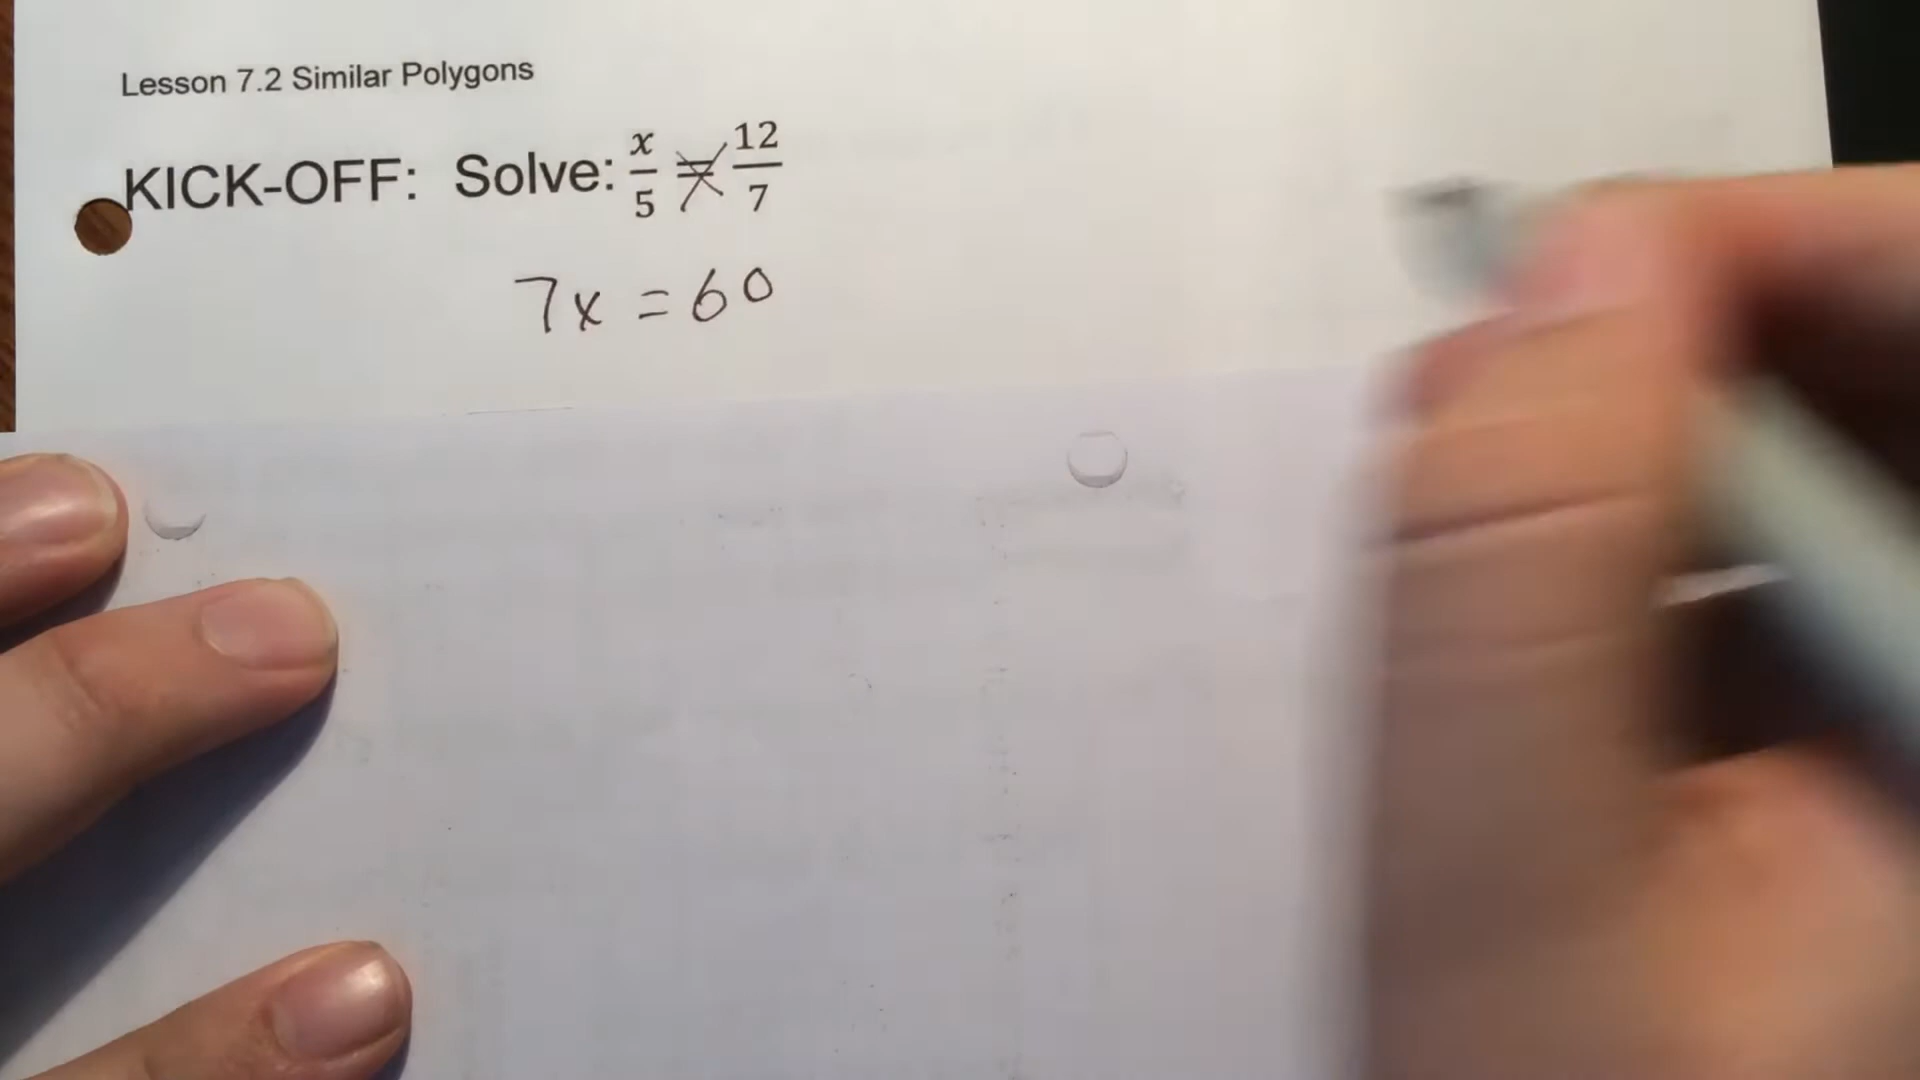 Lesson 7.2 Similar Polygons
KICK-OFF: Solve: x/5 = 12/7
7x = 60